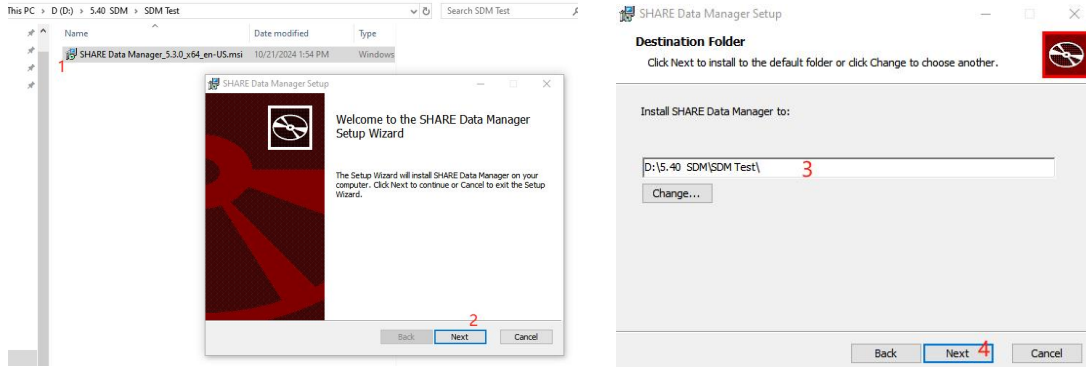 This PC > D (D:) > 5.40 SDM > SDM Test
Search SDM Test
Name
Date modified
Type
1
SHARE Data Manager_5.3.0_x64_en-US.msi
10/21/2024 1:54 PM
Windows
SHARE Data Manager Setup
Welcome to the SHARE Data Manager
Setup Wizard
The Setup Wizard will install SHARE Data Manager on your
computer. Click Next to continue or Cancel to exit the Setup
Wizard.
2
Back
Next
Cancel
SHARE Data Manager Setup
Destination Folder
Click Next to install to the default folder or click Change to choose another.
Install SHARE Data Manager to:
D:\5.40 SDM\SDM Test\
3
Change...
Back
Next
4
Cancel